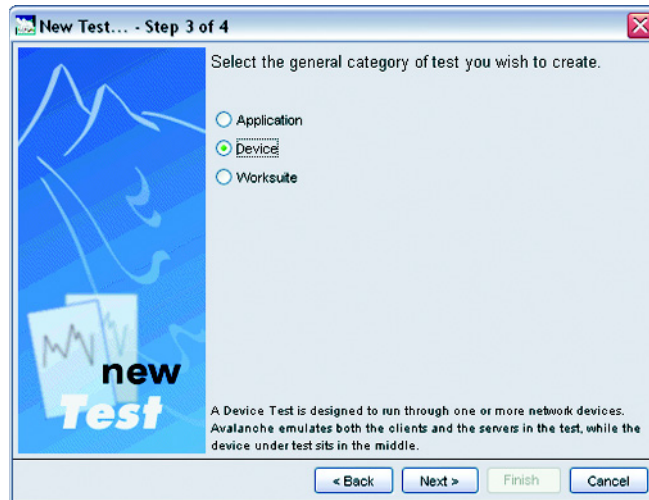 New Test... - Step 3 of 4
Select the general category of test you wish to create.
Application
Device
Worksuite
new
Test
A Device Test is designed to run through one or more network devices.
Avalanche emulates both the clients and the servers in the test, while the
device under test sits in the middle.
< Back
Next »
Finish
Cancel